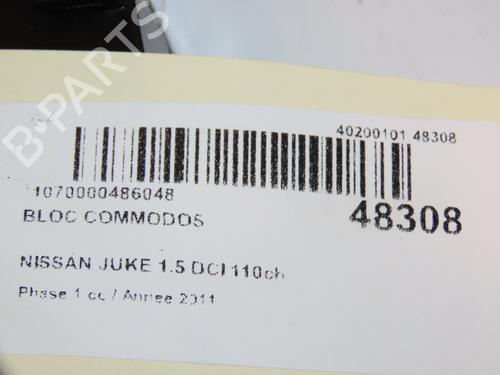 40200101 48308
1070000486048
48308
BLOC COMMODOS
NISSAN JUKE 1.5 DCI 110ch
Phase 1 cc / Annee 2011
B-PARTS